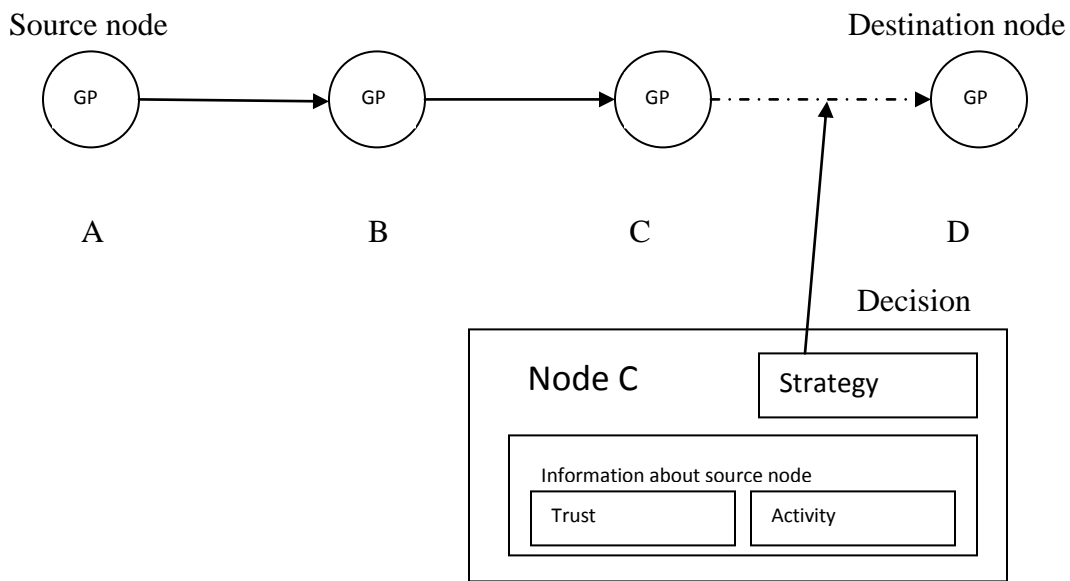 Source node
Destination node
GP
GP
GP
GP
A
B
C
D
Decision
Node C
Strategy
Information about source node
Trust
Activity